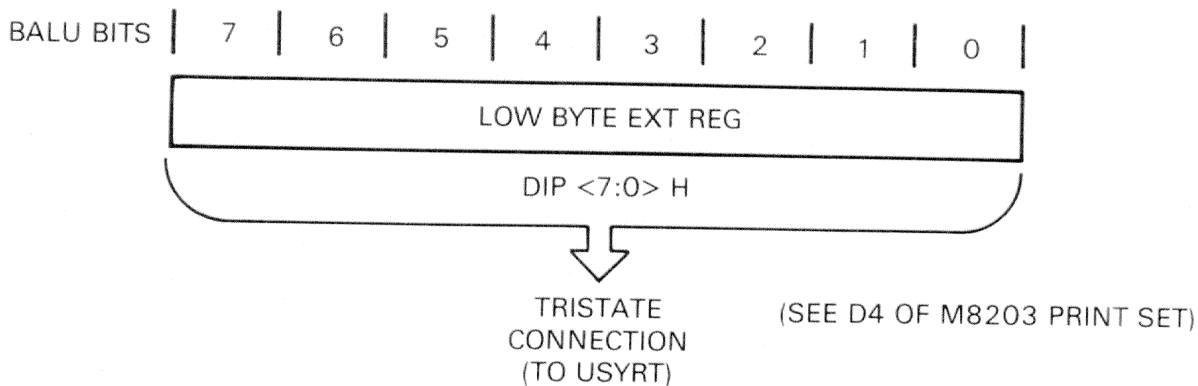 BALU BITS | 7 | 6 | 5 | 4 | 3 | 2 | 1 | 0 |
LOW BYTE EXT REG
DIP <7:0> H
TRISTATE
CONNECTION
(TO USYRT)
(SEE D4 OF M8203 PRINT SET)